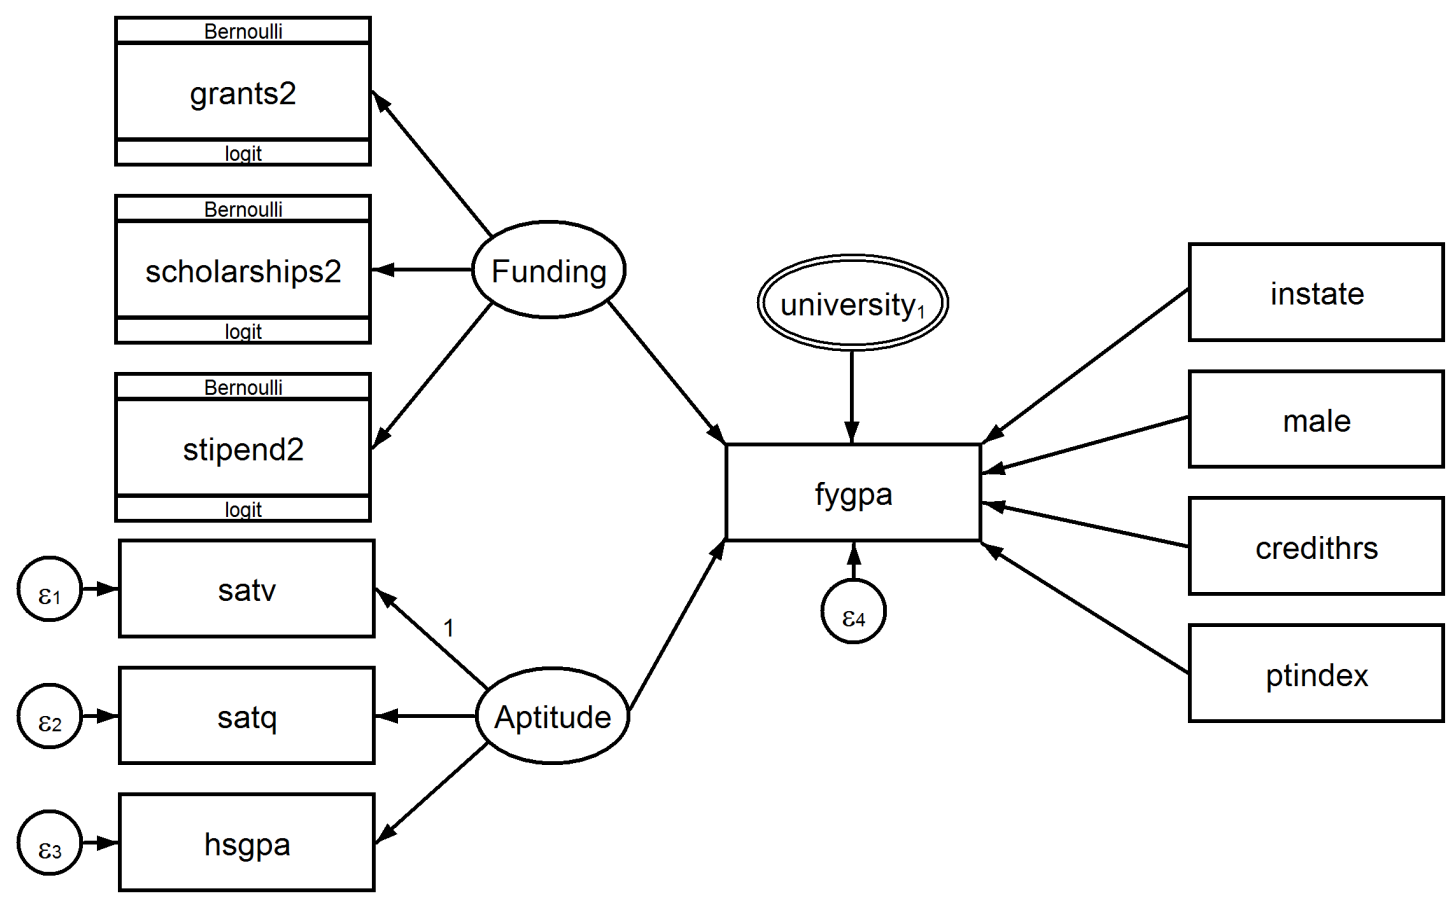 Bernoulli
grants2
logit
Bernoulli
scholarships2
logit
Bernoulli
stipend2
logit
Funding
university₁
instate
male
fygpa
credithrs
ε₄
ptindex
ε₁
satv
1
ε₂
satq
Aptitude
ε₃
hsgpa